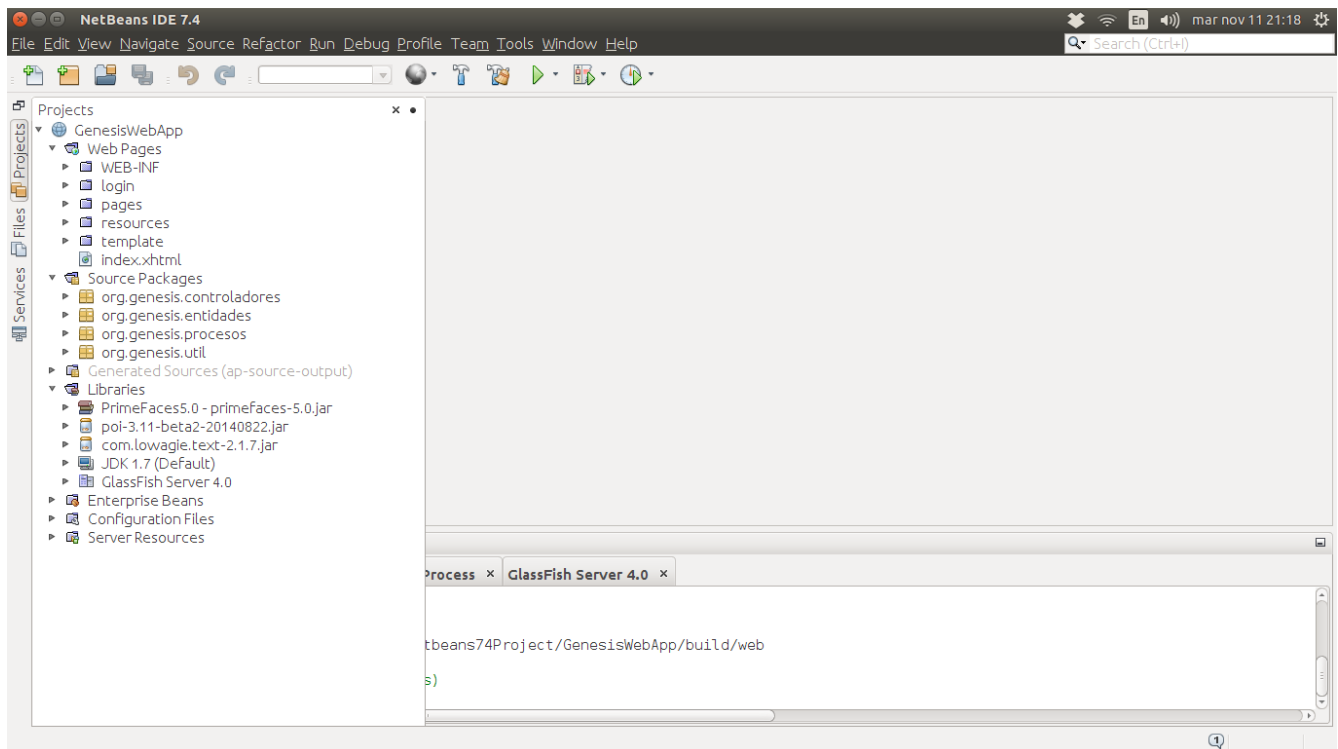 NetBeans IDE 7.4
En
mar nov 11 21:18
File Edit View Navigate Source Refactor Run Debug Profile Team Tools Window Help
Search (Ctrl+I)
Projects
Projects
Files
Services
GenesisWebApp
Web Pages
WEB-INF
login
pages
resources
template
index.xhtml
Source Packages
org.genesis.controladores
org.genesis.entidades
org.genesis.procesos
org.genesis.util
Generated Sources (ap-source-output)
Libraries
PrimeFaces5.0 - primefaces-5.0.jar
poi-3.11-beta2-20140822.jar
com.lowagie.text-2.1.7.jar
JDK 1.7 (Default)
GlassFish Server 4.0
Enterprise Beans
Configuration Files
Server Resources
Process
GlassFish Server 4.0
tbeans74Project/GenesisWebApp/build/web
s)
1